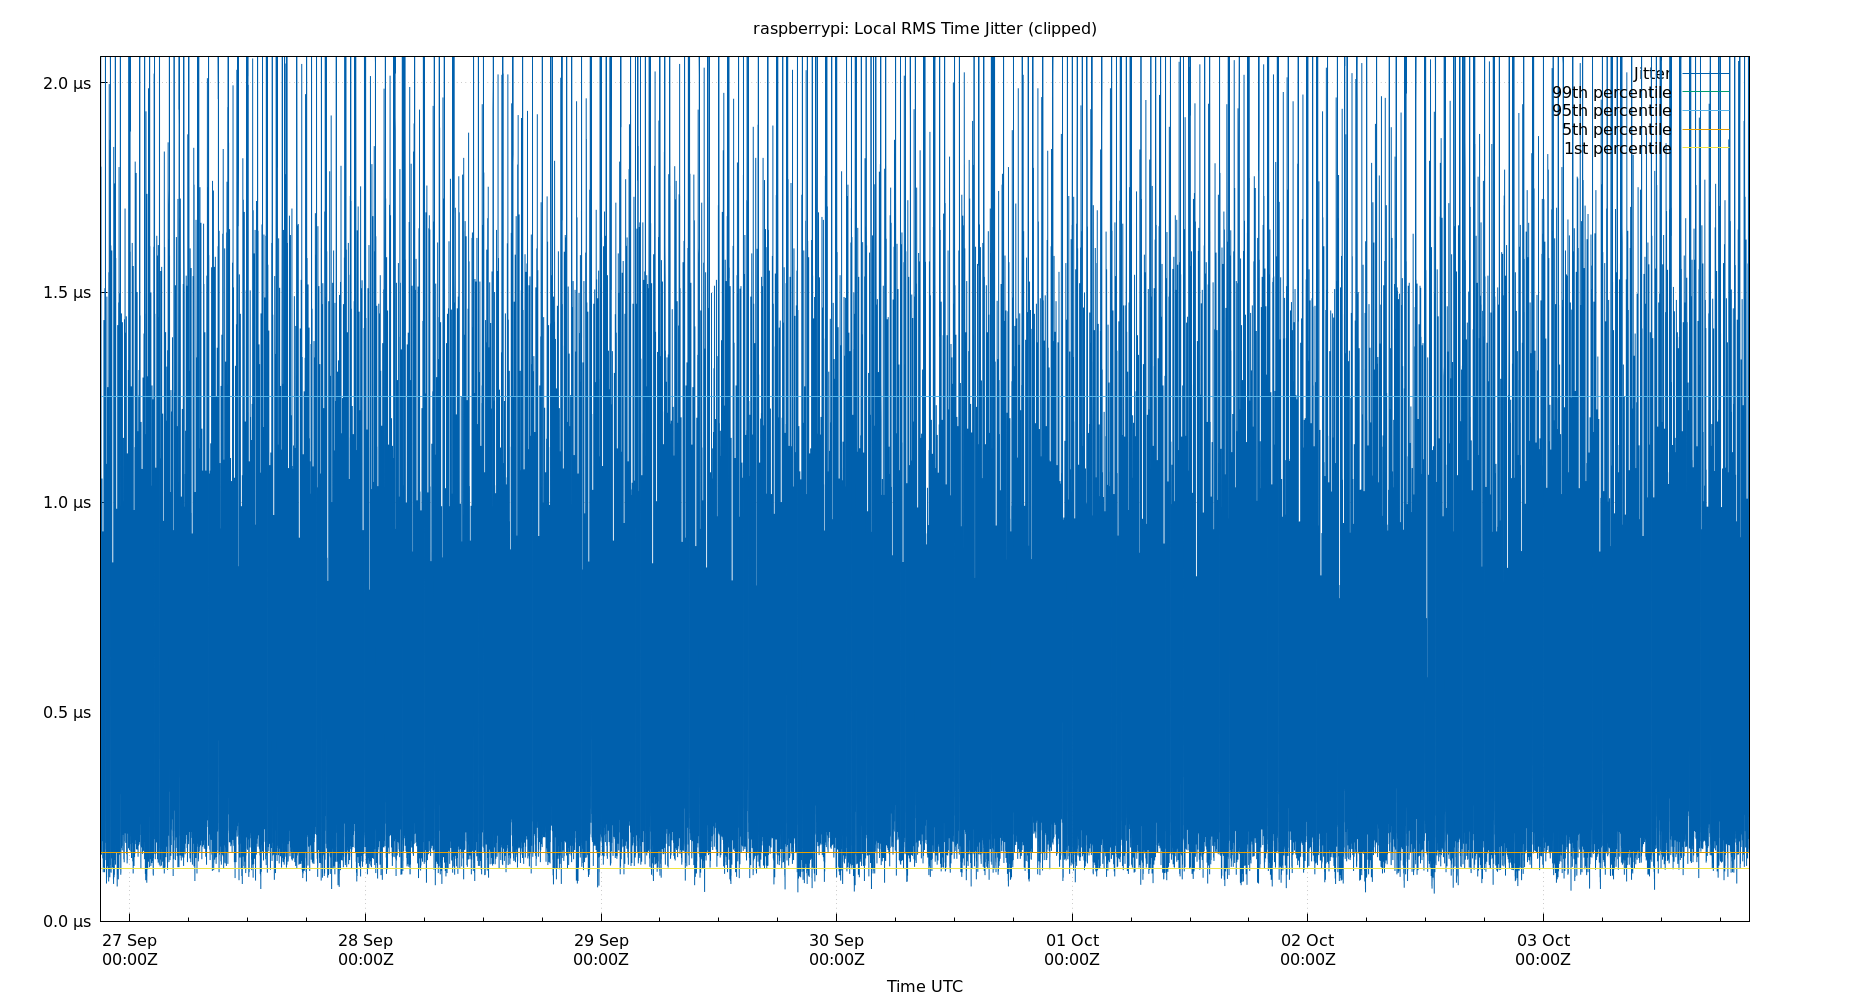 raspberrypi: Local RMS Time Jitter (clipped)
Jitter
99th percentile
95th percentile
5th percentile
1st percentile
2.0 µs
1.5 µs
1.0 µs
0.5 µs
0.0 µs
27 Sep 28 Sep 29 Sep 30 Sep 01 Oct 02 Oct 03 Oct
00:00Z 00:00Z 00:00Z 00:00Z 00:00Z 00:00Z 00:00Z
Time UTC